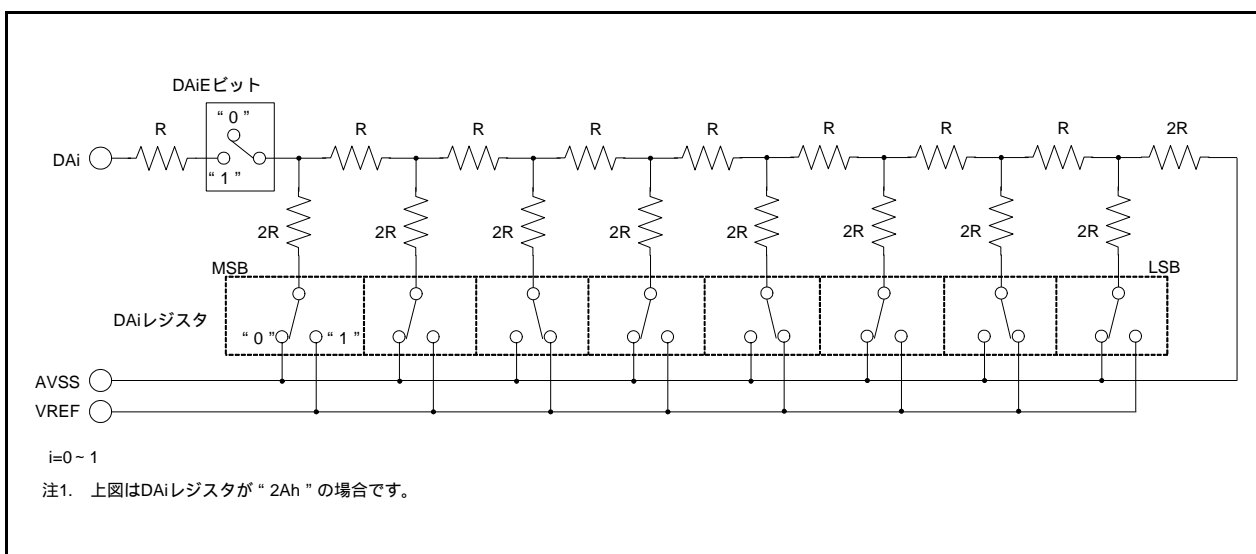 DAiEビット
“ 0 ”
“ 1 ”
R R R R R R R R 2R
DAi
2R 2R 2R 2R 2R 2R 2R 2R
MSB LSB
DAiレジスタ
“ 0 ” “ 1 ”
AVSS
VREF
i=0~1
注1. 上図はDAiレジスタが“ 2Ah ”の場合です。